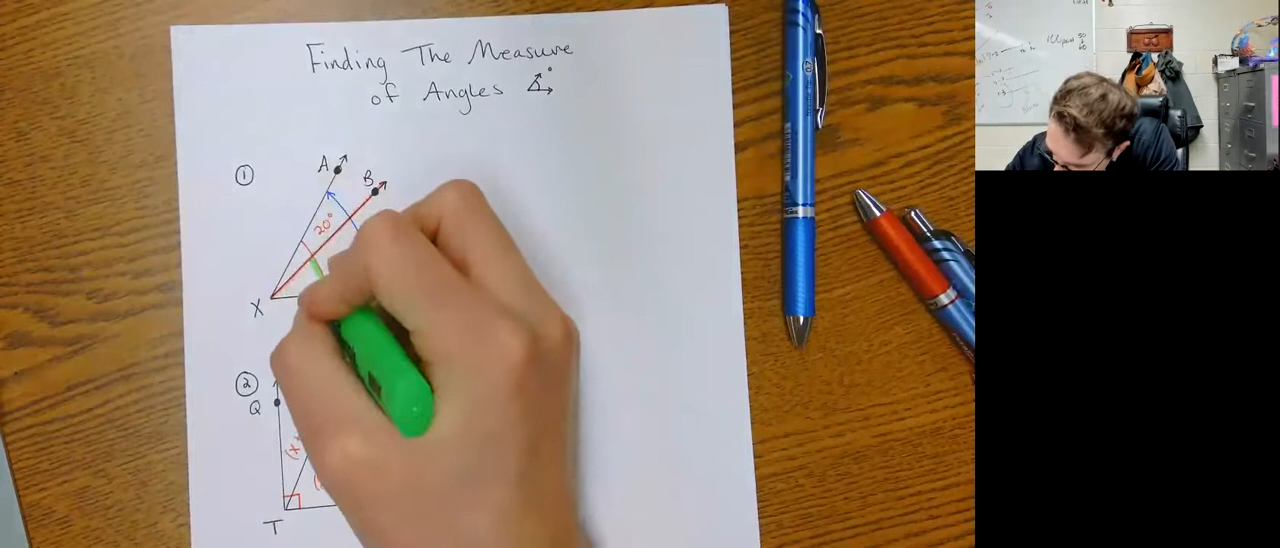 Finding The Measure
of Angles
①
A
B
20°
X
②
Q
(x
T